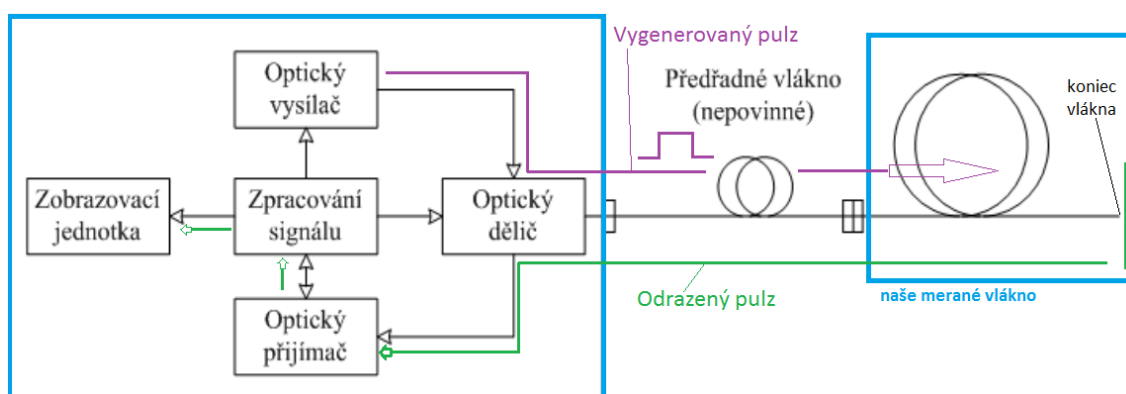 Vygenerovaný pulz
Optický
vysílač
Předřadné vlákno
(nepovinné)
koniec
vlákna
Zobrazovací
jednotka
Zpracování
signálu
Optický
dělič
Odrazený pulz
naše merané vlákno
Optický
přijímač